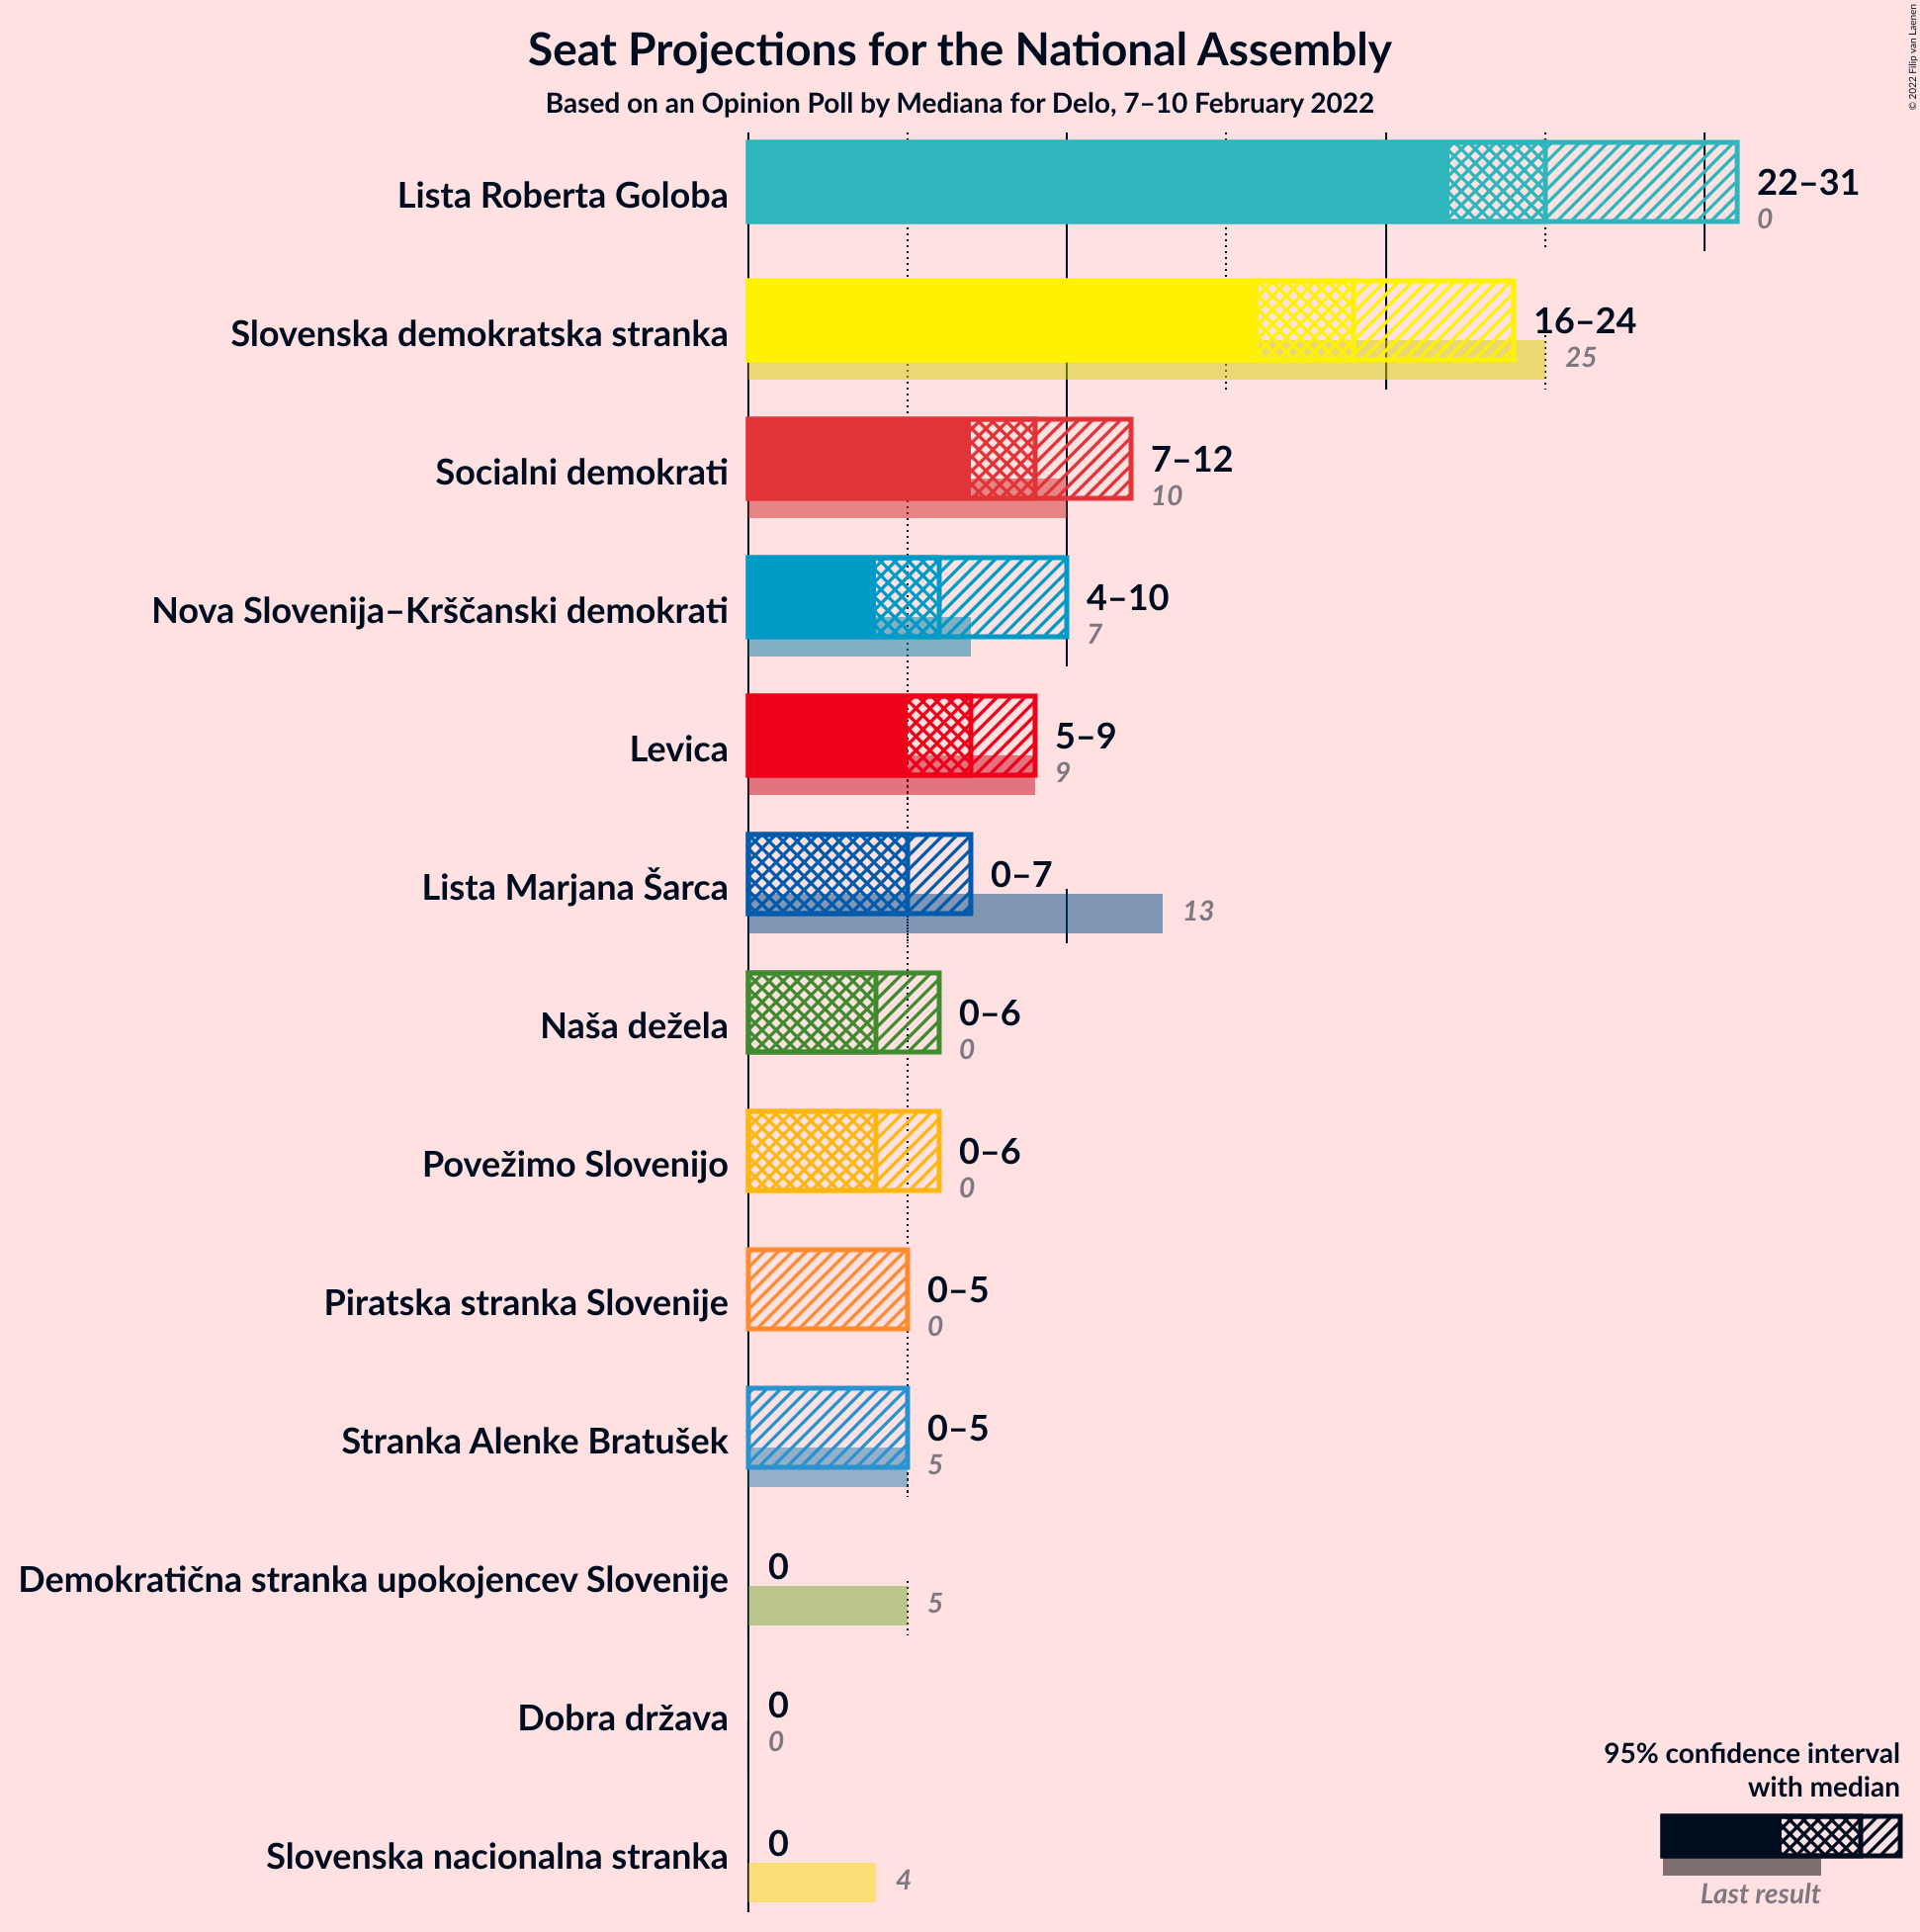 Seat Projections for the National Assembly
Based on an Opinion Poll by Mediana for Delo, 7–10 February 2022
© 2022 Filip van Laenen
Lista Roberta Goloba
22–31
0
Slovenska demokratska stranka
16–24
25
Socialni demokrati
7–12
10
Nova Slovenija–Krščanski demokrati
4–10
7
Levica
5–9
9
Lista Marjana Šarca
0–7
13
Naša dežela
0–6
0
Povežimo Slovenijo
0–6
0
Piratska stranka Slovenije
0–5
0
Stranka Alenke Bratušek
0–5
5
Demokratična stranka upokojencev Slovenije
0
5
Dobra država
0
0
Slovenska nacionalna stranka
0
4
95% confidence interval
with median
Last result